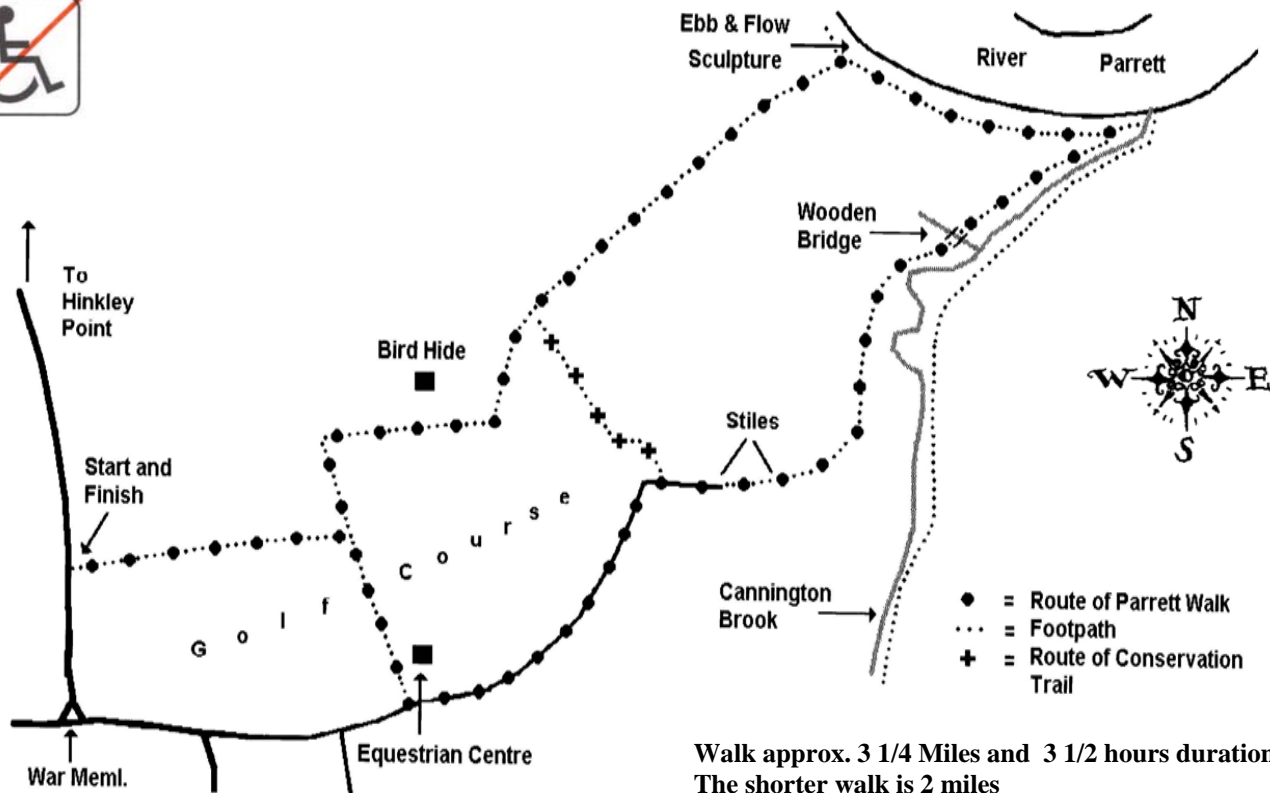 Ebb & Flow
Sculpture
River Parrett
Wooden
Bridge
To
Hinkley
Point
N
W E
S
Bird Hide
Stiles
Start and
Finish
Golf Course
Cannington
Brook
= Route of Parrett Walk
= Footpath
= Route of Conservation
Trail
Equestrian Centre
War Meml.
Walk approx. 3 1/4 Miles and 3 1/2 hours duration
The shorter walk is 2 miles